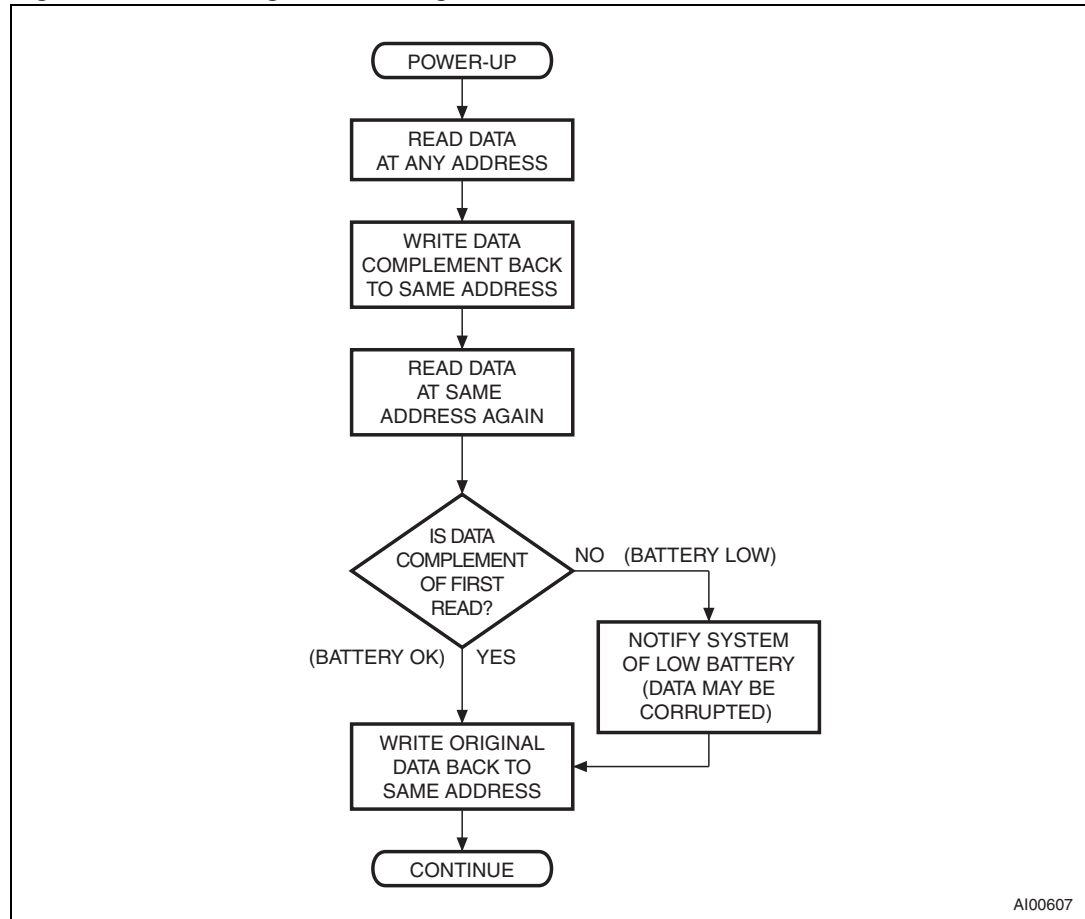 POWER-UP
READ DATA
AT ANY ADDRESS
WRITE DATA
COMPLEMENT BACK
TO SAME ADDRESS
READ DATA
AT SAME
ADDRESS AGAIN
IS DATA
COMPLEMENT
OF FIRST
READ?
NO (BATTERY LOW)
NOTIFY SYSTEM
OF LOW BATTERY
(DATA MAY BE
CORRUPTED)
(BATTERY OK) YES
WRITE ORIGINAL
DATA BACK TO
SAME ADDRESS
CONTINUE
AI00607